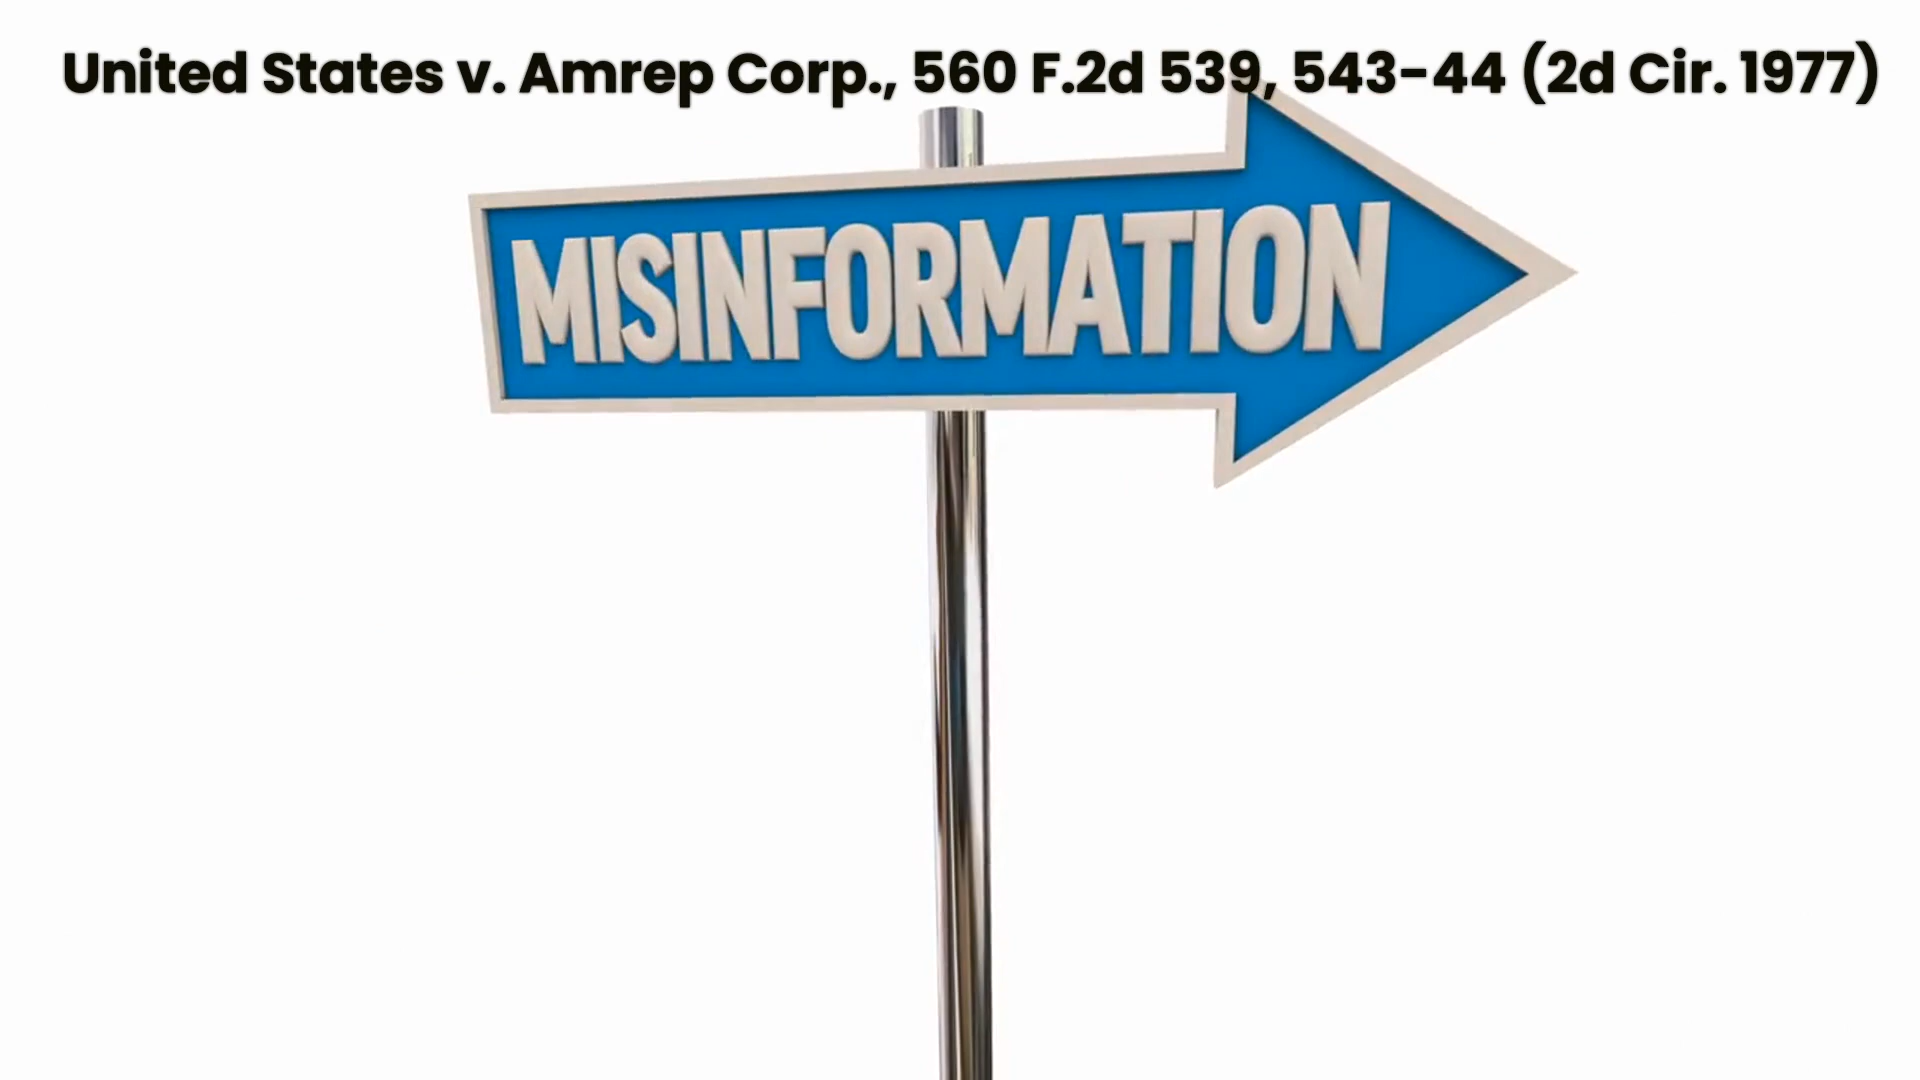 United States v. Amrep Corp., 560 F.2d 539, 543-44 (2d Cir. 1977)
MISINFORMATION